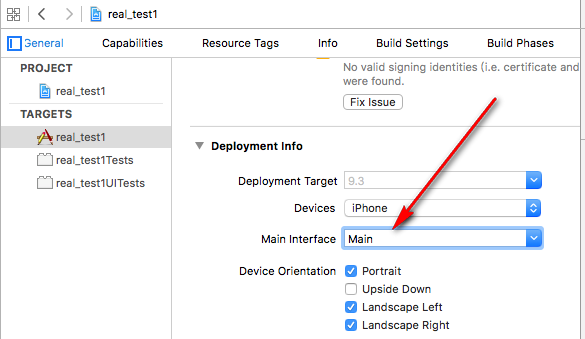 real_test1
General Capabilities Resource Tags Info Build Settings Build Phases
PROJECT
real_test1
TARGETS
real_test1
real_test1Tests
real_test1UITests
No valid signing identities (i.e. certificate and
were found.
Fix Issue
Deployment Info
Deployment Target 9.3
Devices iPhone
Main Interface Main
Device Orientation Portrait
Upside Down
Landscape Left
Landscape Right